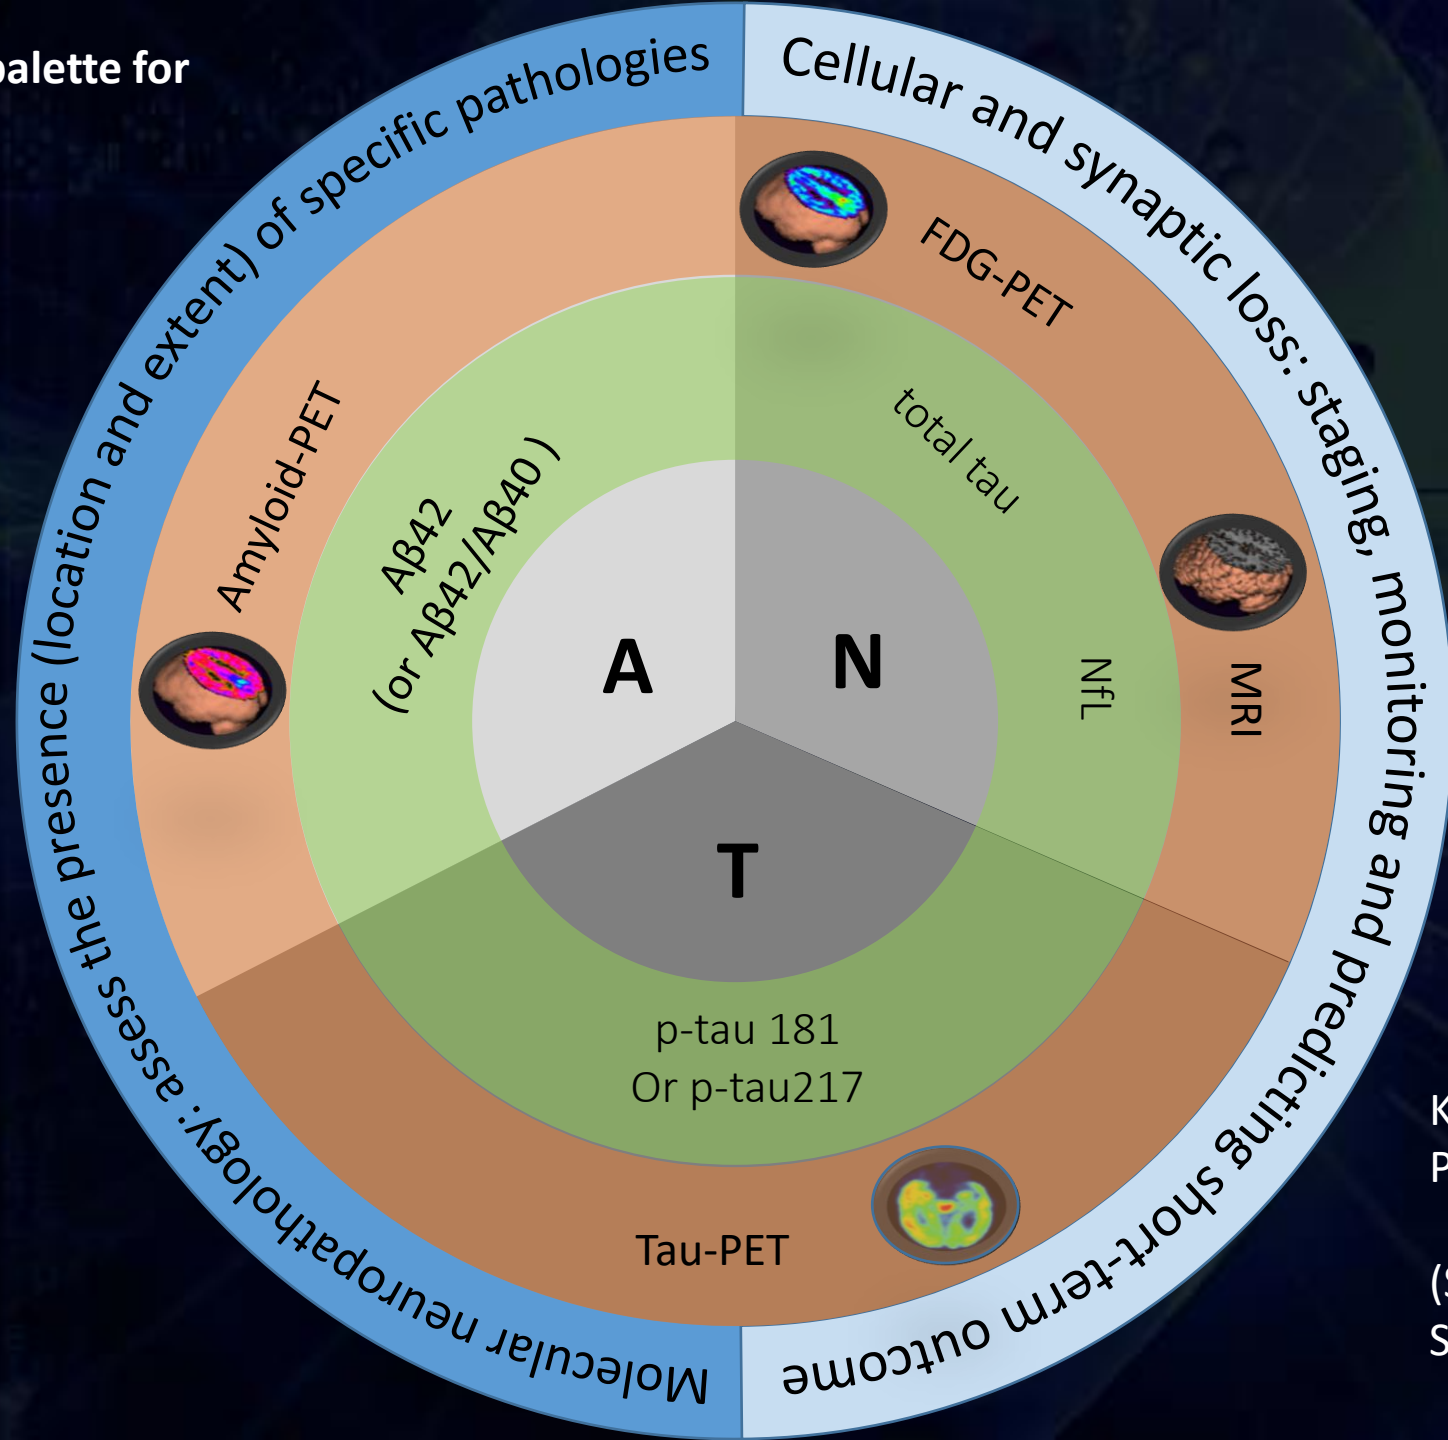 palette for
Molecular neuropathology: assess the presence (location and extent) of specific pathologies
Cellular and synaptic loss: staging, monitoring and predicting short-term outcome
FDG-PET
total tau
Amyloid-PET
Aβ42
(or Aβ42/Aβ40 )
A
N
NfL
MRI
T
p-tau 181
Or p-tau217
Tau-PET
K
P
(S
S